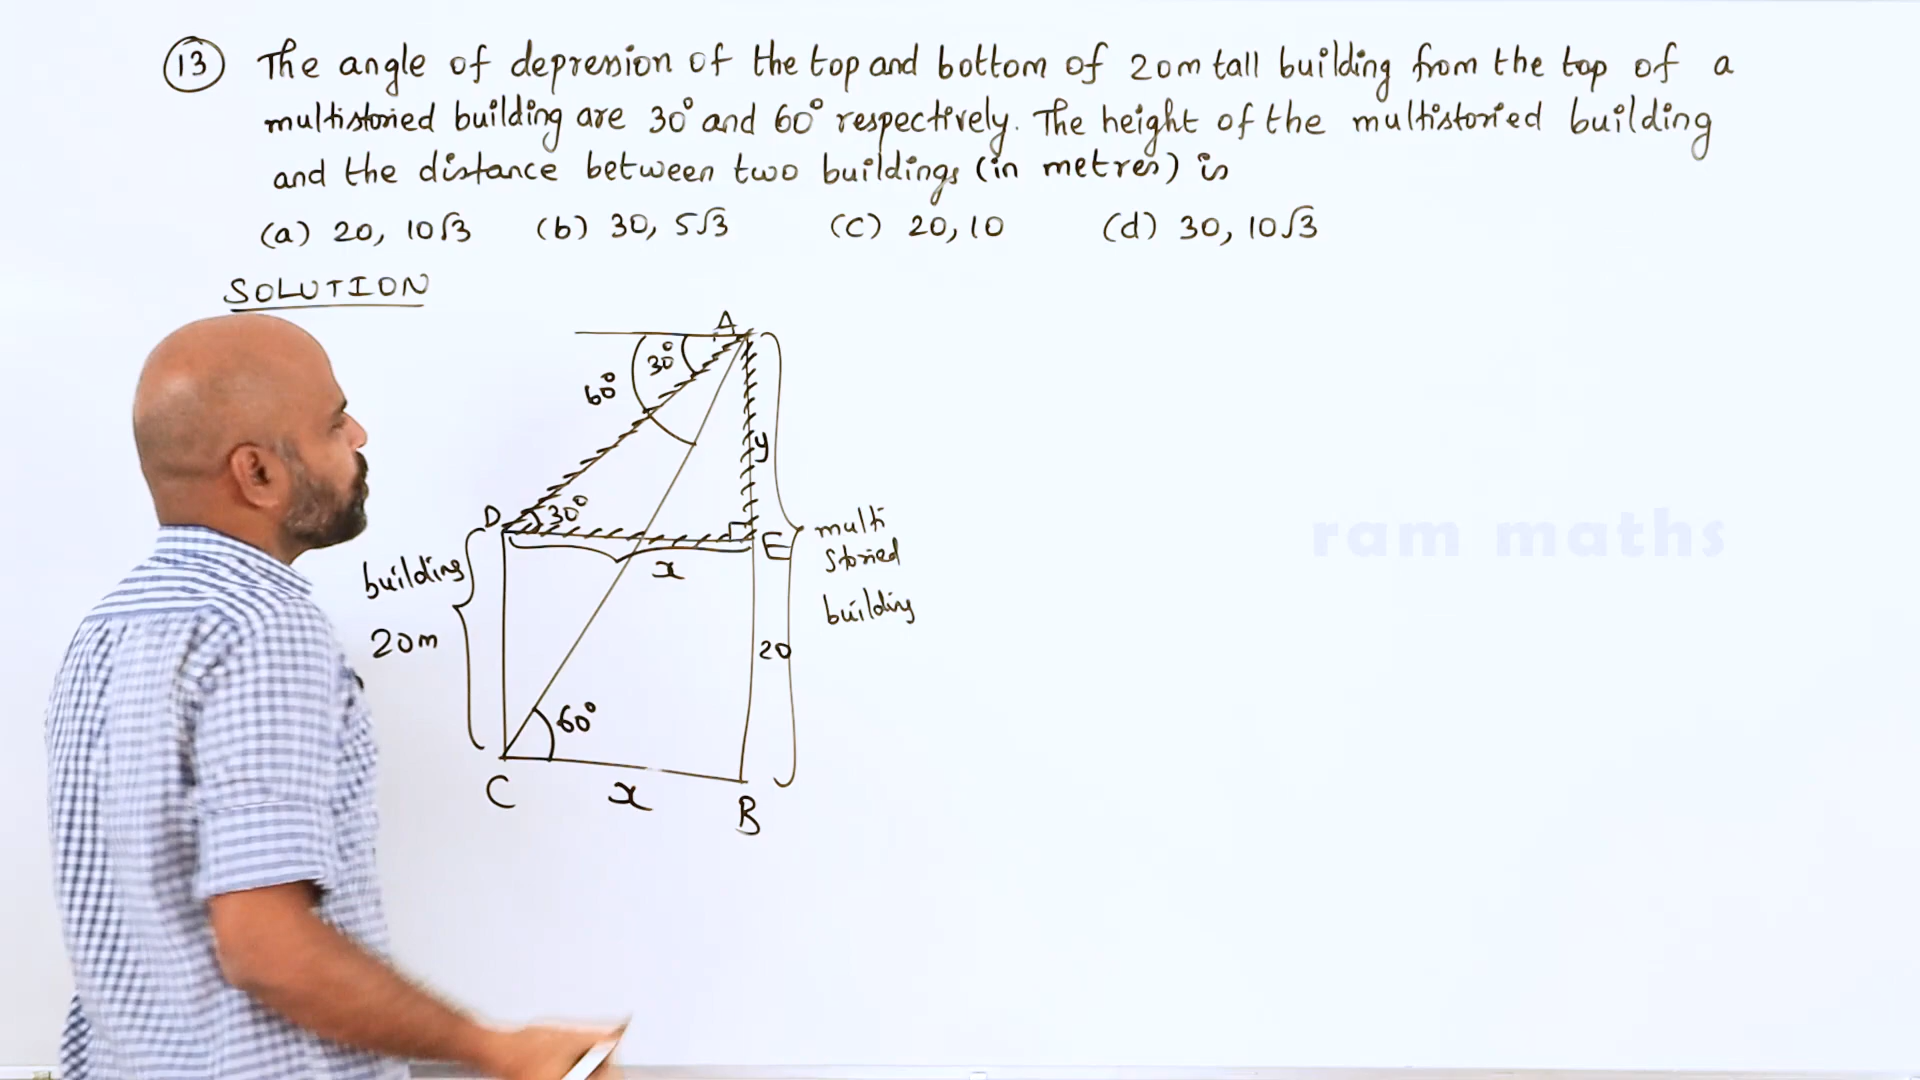 13 The angle of depression of the top and bottom of 20m tall building from the top of a
multistoried building are 30° and 60° respectively. The height of the multistoried building
and the distance between two buildings (in metres) is
(a) 20, 10√3 (b) 30, 5√3 (c) 20, 10 (d) 30, 10√3
SOLUTION
A
30°
60°
y
D 30°
E
x
multi
storied
building
building
20m
20
60°
C x B
ram maths